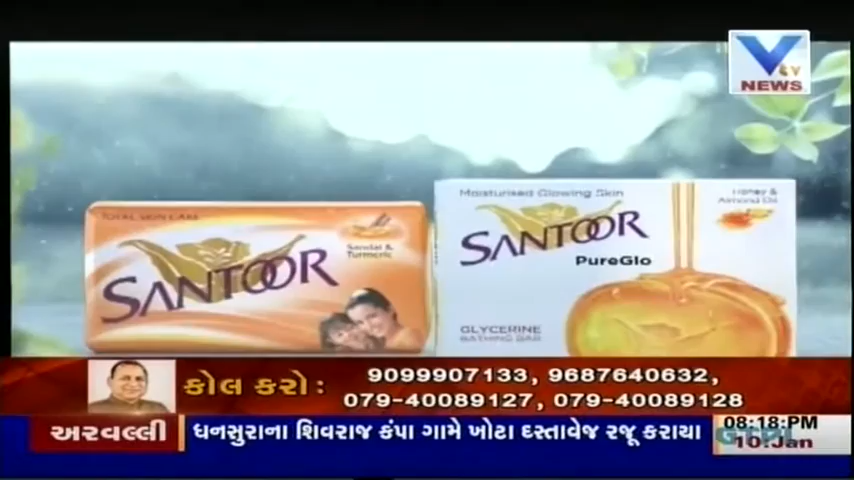 V
tv
NEWS
TOTAL SKIN CARE
Sandal &
Turmeric
SANTOOR
Moisturised Glowing Skin
Honey &
Almond Oil
SANTOOR
PureGlo
GLYCERINE
BATHING BAR
કોલ કરો :
9099907133, 9687640632,
079-40089127, 079-40089128
અરવલ્લી
ધનસુરાના શિવરાજ કંપા ગામે ખોટા દસ્તાવેજ રજૂ કરાયા
08:18:PM
10:Jan